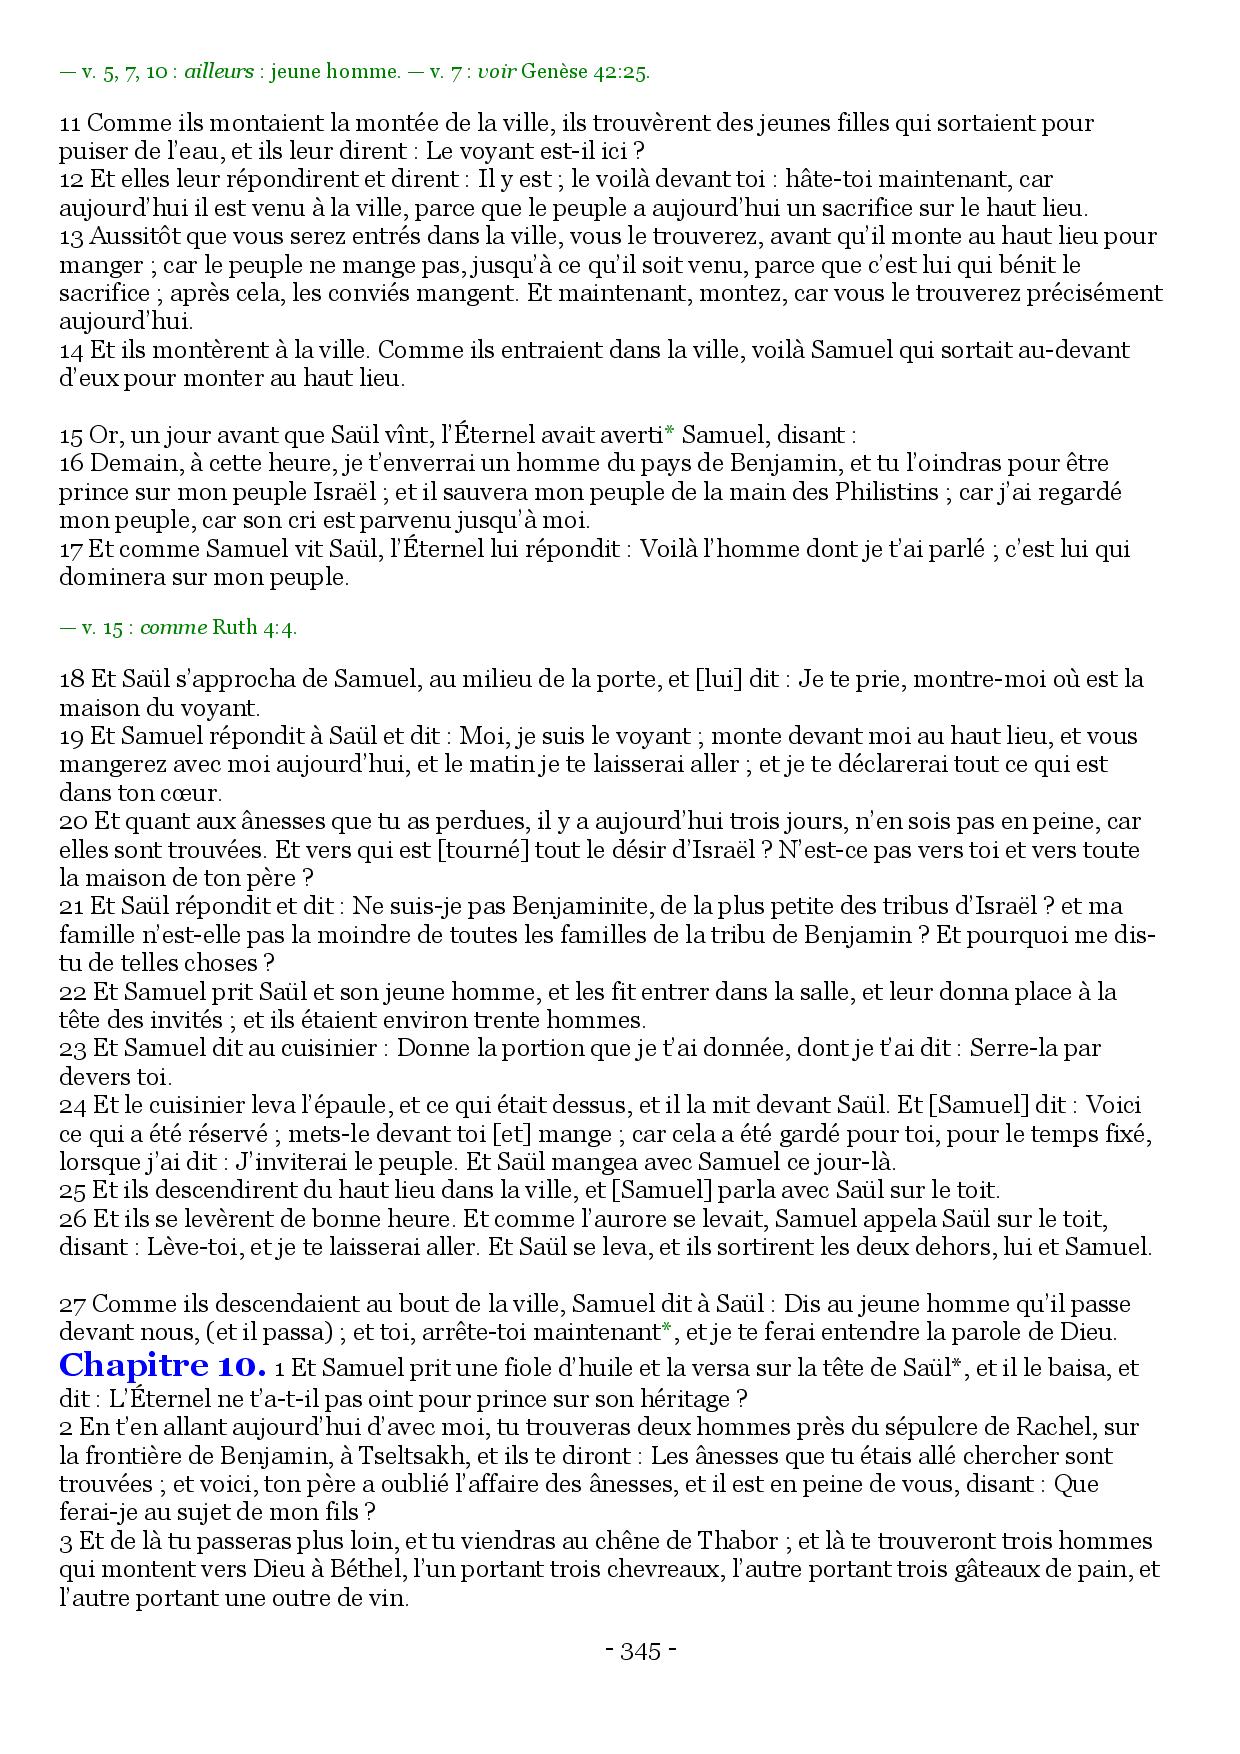 — v. 5, 7, 10 : ailleurs : jeune homme. — v. 7 : voir Genèse 42:25.
11 Comme ils montaient la montée de la ville, ils trouvèrent des jeunes filles qui sortaient pour
puiser de l’eau, et ils leur dirent : Le voyant est-il ici ?
12 Et elles leur répondirent et dirent : Il y est ; le voilà devant toi : hâte-toi maintenant, car
aujourd’hui il est venu à la ville, parce que le peuple a aujourd’hui un sacrifice sur le haut lieu.
13 Aussitôt que vous serez entrés dans la ville, vous le trouverez, avant qu’il monte au haut lieu pour
manger ; car le peuple ne mange pas, jusqu’à ce qu’il soit venu, parce que c’est lui qui bénit le
sacrifice ; après cela, les conviés mangent. Et maintenant, montez, car vous le trouverez précisément
aujourd’hui.
14 Et ils montèrent à la ville. Comme ils entraient dans la ville, voilà Samuel qui sortait au-devant
d’eux pour monter au haut lieu.
15 Or, un jour avant que Saül vînt, l’Éternel avait averti* Samuel, disant :
16 Demain, à cette heure, je t’enverrai un homme du pays de Benjamin, et tu l’oindras pour être
prince sur mon peuple Israël ; et il sauvera mon peuple de la main des Philistins ; car j’ai regardé
mon peuple, car son cri est parvenu jusqu’à moi.
17 Et comme Samuel vit Saül, l’Éternel lui répondit : Voilà l’homme dont je t’ai parlé ; c’est lui qui
dominera sur mon peuple.
— v. 15 : comme Ruth 4:4.
18 Et Saül s’approcha de Samuel, au milieu de la porte, et [lui] dit : Je te prie, montre-moi où est la
maison du voyant.
19 Et Samuel répondit à Saül et dit : Moi, je suis le voyant ; monte devant moi au haut lieu, et vous
mangerez avec moi aujourd’hui, et le matin je te laisserai aller ; et je te déclarerai tout ce qui est
dans ton cœur.
20 Et quant aux ânesses que tu as perdues, il y a aujourd’hui trois jours, n’en sois pas en peine, car
elles sont trouvées. Et vers qui est [tourné] tout le désir d’Israël ? N’est-ce pas vers toi et vers toute
la maison de ton père ?
21 Et Saül répondit et dit : Ne suis-je pas Benjaminite, de la plus petite des tribus d’Israël ? et ma
famille n’est-elle pas la moindre de toutes les familles de la tribu de Benjamin ? Et pourquoi me dis-
tu de telles choses ?
22 Et Samuel prit Saül et son jeune homme, et les fit entrer dans la salle, et leur donna place à la
tête des invités ; et ils étaient environ trente hommes.
23 Et Samuel dit au cuisinier : Donne la portion que je t’ai donnée, dont je t’ai dit : Serre-la par
devers toi.
24 Et le cuisinier leva l’épaule, et ce qui était dessus, et il la mit devant Saül. Et [Samuel] dit : Voici
ce qui a été réservé ; mets-le devant toi [et] mange ; car cela a été gardé pour toi, pour le temps fixé,
lorsque j’ai dit : J’inviterai le peuple. Et Saül mangea avec Samuel ce jour-là.
25 Et ils descendirent du haut lieu dans la ville, et [Samuel] parla avec Saül sur le toit.
26 Et ils se levèrent de bonne heure. Et comme l’aurore se levait, Samuel appela Saül sur le toit,
disant : Lève-toi, et je te laisserai aller. Et Saül se leva, et ils sortirent les deux dehors, lui et Samuel.
27 Comme ils descendaient au bout de la ville, Samuel dit à Saül : Dis au jeune homme qu’il passe
devant nous, (et il passa) ; et toi, arrête-toi maintenant*, et je te ferai entendre la parole de Dieu.
Chapitre 10. 1 Et Samuel prit une fiole d’huile et la versa sur la tête de Saül*, et il le baisa, et
dit : L’Éternel ne t’a-t-il pas oint pour prince sur son héritage ?
2 En t’en allant aujourd’hui d’avec moi, tu trouveras deux hommes près du sépulcre de Rachel, sur
la frontière de Benjamin, à Tseltsakh, et ils te diront : Les ânesses que tu étais allé chercher sont
trouvées ; et voici, ton père a oublié l’affaire des ânesses, et il est en peine de vous, disant : Que
ferai-je au sujet de mon fils ?
3 Et de là tu passeras plus loin, et tu viendras au chêne de Thabor ; et là te trouveront trois hommes
qui montent vers Dieu à Béthel, l’un portant trois chevreaux, l’autre portant trois gâteaux de pain, et
l’autre portant une outre de vin.
- 345 -